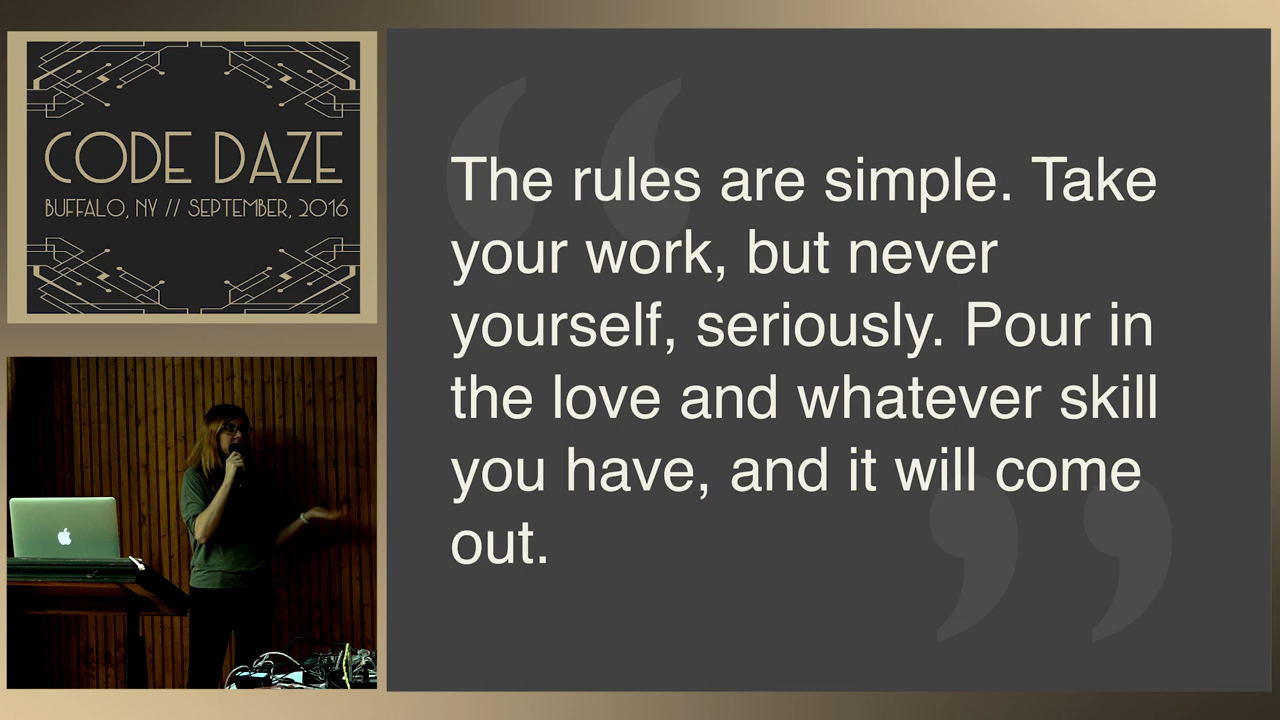 CODE DAZE
BUFFALO, NY // SEPTEMBER, 2016
The rules are simple. Take
your work, but never
yourself, seriously. Pour in
the love and whatever skill
you have, and it will come
out.